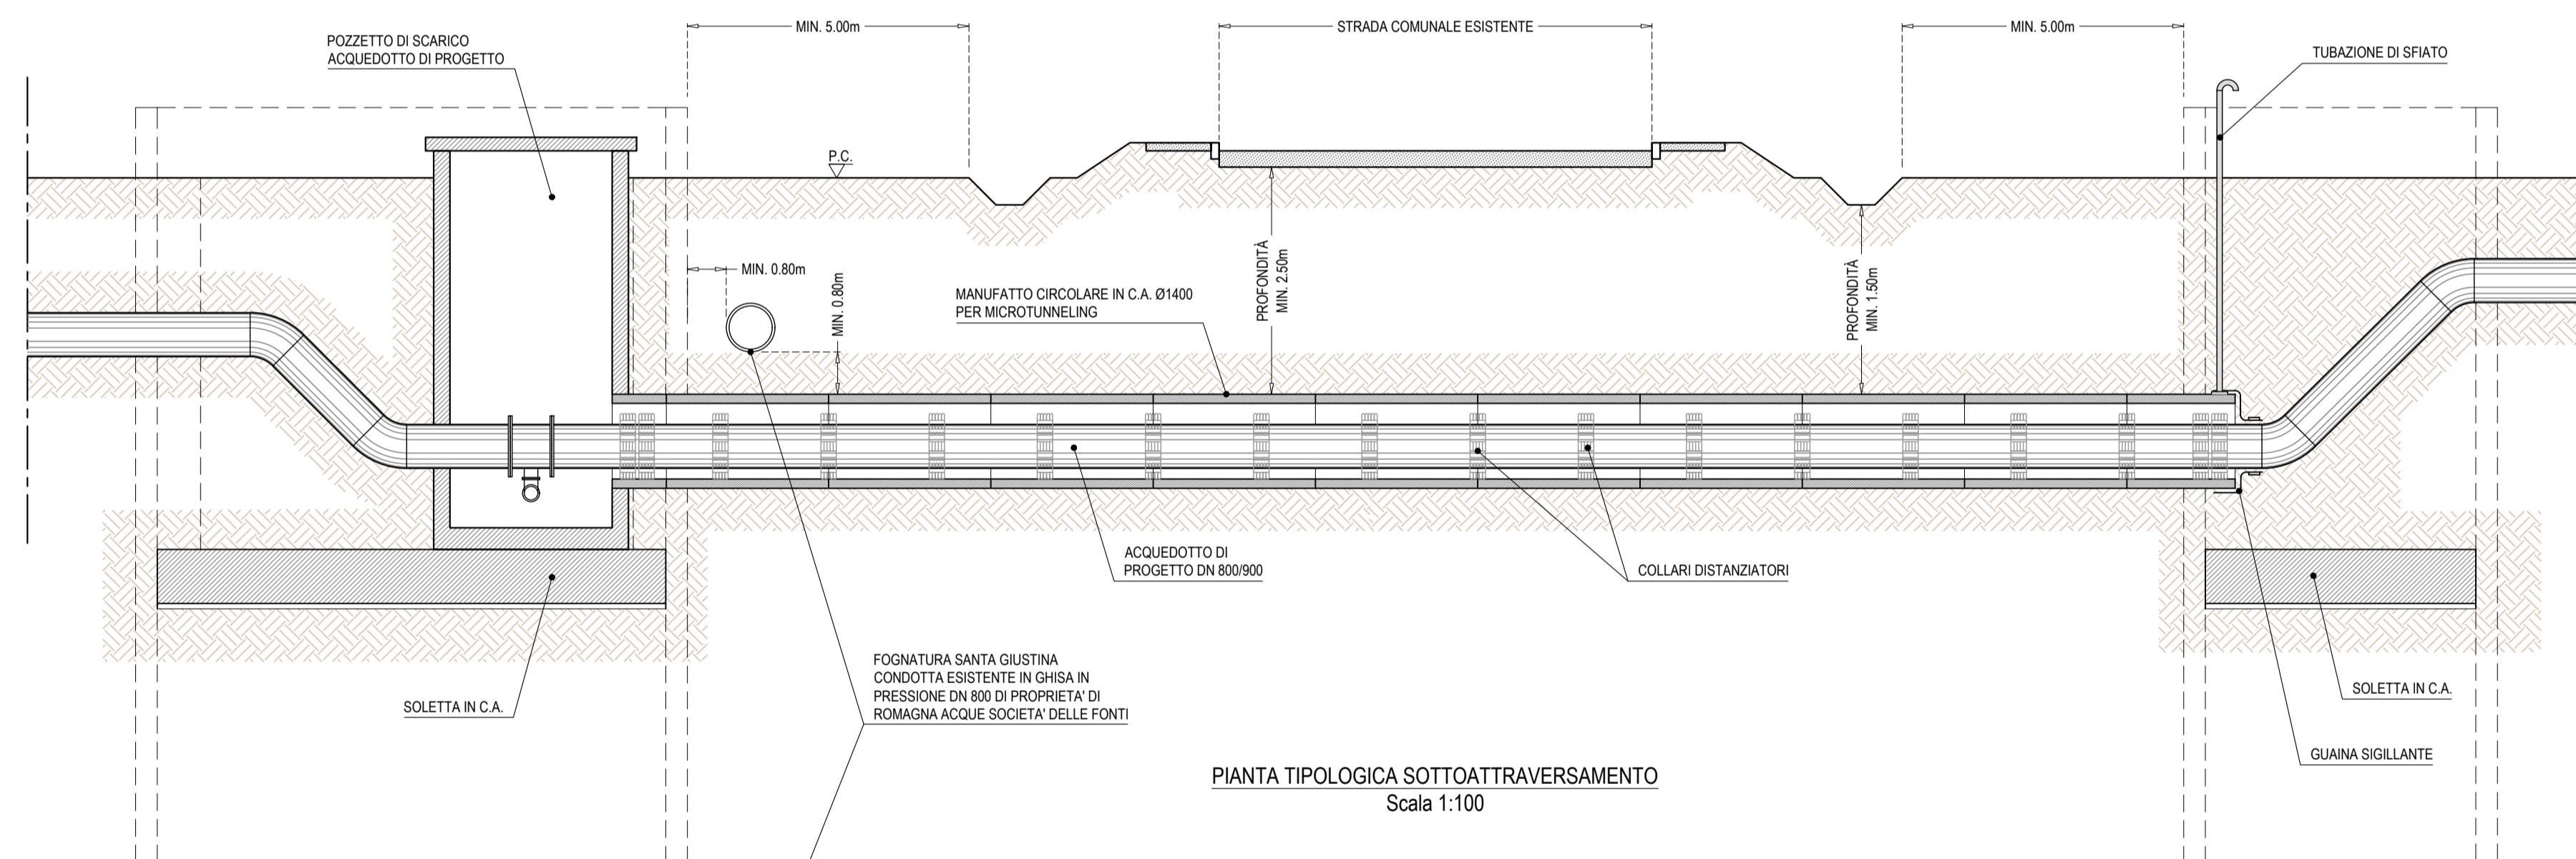 MIN. 5.00m
STRADA COMUNALE ESISTENTE
MIN. 5.00m
POZZETTO DI SCARICO
ACQUEDOTTO DI PROGETTO
TUBAZIONE DI SFIATO
P.C.
MIN. 0.80m
MIN. 0.80m
MANUFATTO CIRCOLARE IN C.A. Ø1400
PER MICROTUNNELING
PROFONDITÀ
MIN. 2.50m
PROFONDITÀ
MIN. 1.50m
ACQUEDOTTO DI
PROGETTO DN 800/900
COLLARI DISTANZIATORI
FOGNATURA SANTA GIUSTINA
CONDOTTA ESISTENTE IN GHISA IN
PRESSIONE DN 800 DI PROPRIETA' DI
ROMAGNA ACQUE SOCIETA' DELLE FONTI
SOLETTA IN C.A.
SOLETTA IN C.A.
GUAINA SIGILLANTE
PIANTA TIPOLOGICA SOTTOATTRAVERSAMENTO
Scala 1:100